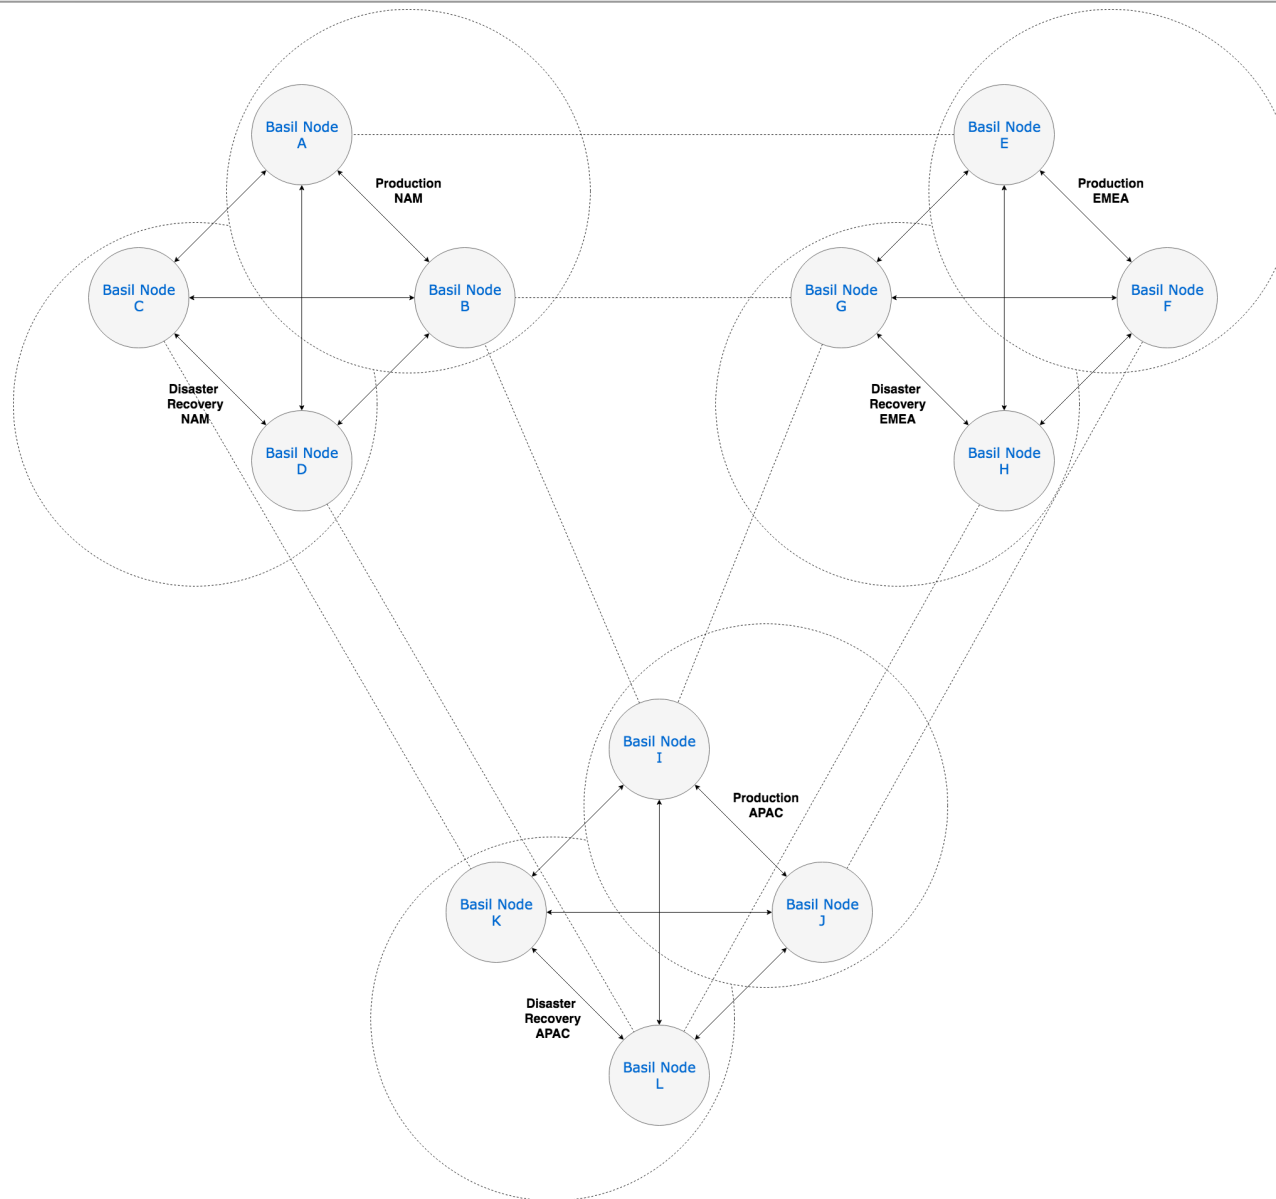 Basil Node
A
Production
NAM
Basil Node
C
Basil Node
B
Disaster
Recovery
NAM
Basil Node
D
Basil Node
E
Production
EMEA
Basil Node
G
Basil Node
F
Disaster
Recovery
EMEA
Basil Node
H
Basil Node
I
Production
APAC
Basil Node
K
Basil Node
J
Disaster
Recovery
APAC
Basil Node
L